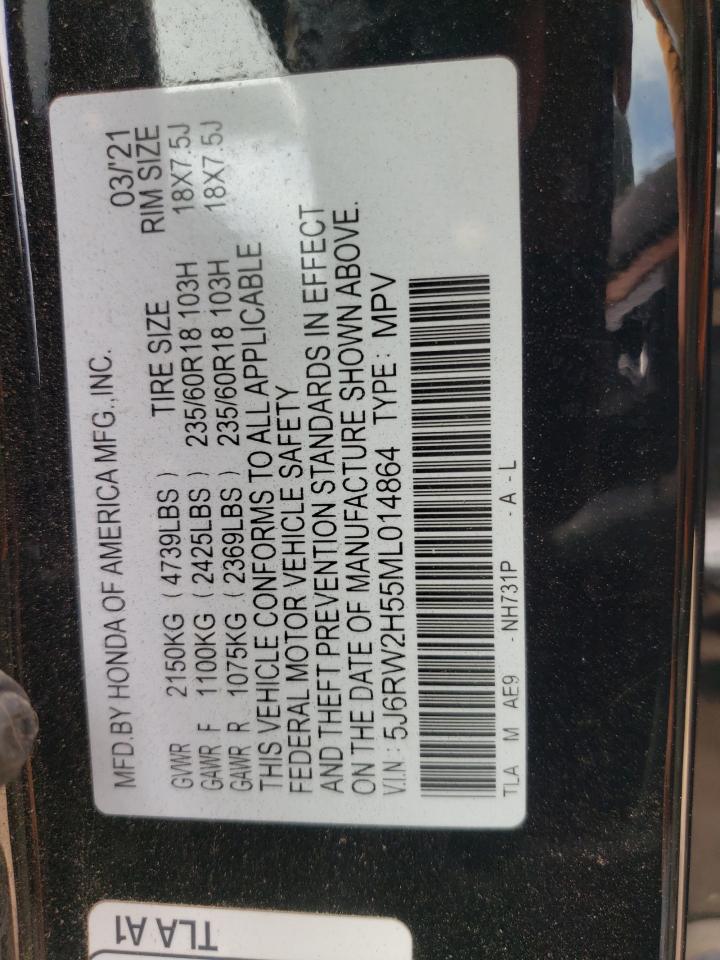 MFD.BY HONDA OF AMERICA MFG.,INC. 03/'21
GVWR 2150KG ( 4739LBS ) TIRE SIZE RIM SIZE
GAWR F 1100KG ( 2425LBS ) 235/60R18 103H 18X7.5J
GAWR R 1075KG ( 2369LBS ) 235/60R18 103H 18X7.5J
THIS VEHICLE CONFORMS TO ALL APPLICABLE
FEDERAL MOTOR VEHICLE SAFETY
AND THEFT PREVENTION STANDARDS IN EFFECT
ON THE DATE OF MANUFACTURE SHOWN ABOVE.
V.I.N : 5J6RW2H55ML014864 TYPE : MPV
TLA M AE9 - NH731P - A - L
TLA A1